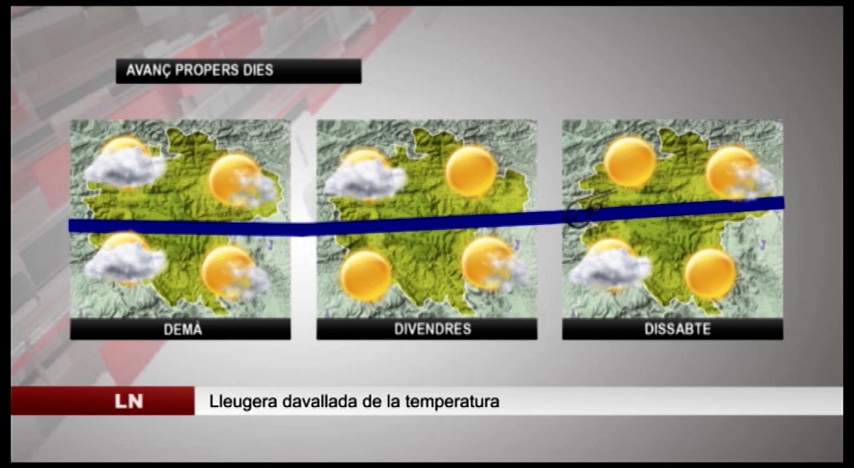 AVANÇ PROPERS DIES
DEMÀ
DIVENDRES
DISSABTE
LN
Lleugera davallada de la temperatura